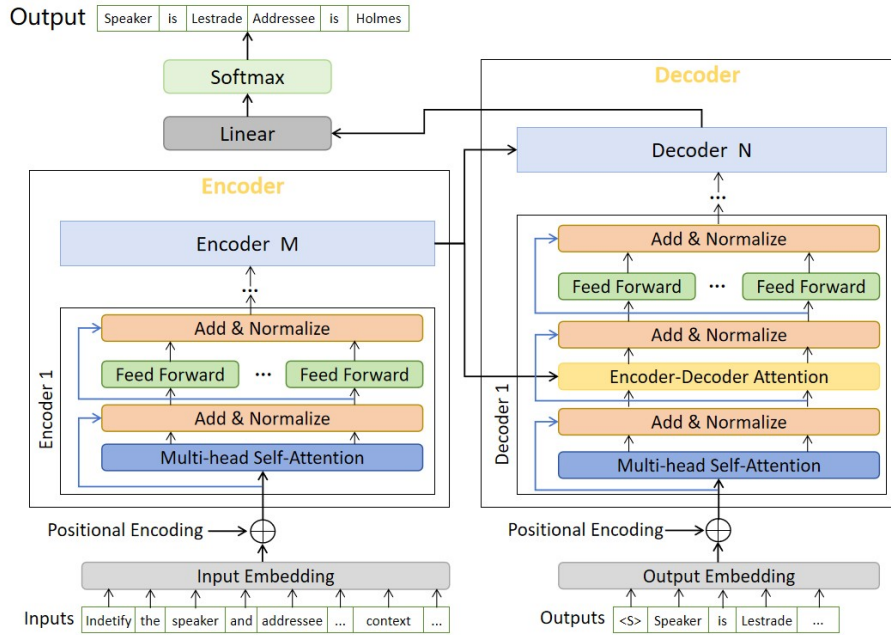 Output Speaker is Lestrade Addressee is Holmes
Softmax
Linear
Encoder
Encoder M
...
Add & Normalize
Feed Forward ... Feed Forward
Add & Normalize
Multi-head Self-Attention
Encoder 1
Positional Encoding
Input Embedding
Inputs Indetify the speaker and addressee ... context ...
Decoder
Decoder N
...
Add & Normalize
Feed Forward ... Feed Forward
Add & Normalize
Encoder-Decoder Attention
Add & Normalize
Multi-head Self-Attention
Decoder 1
Positional Encoding
Output Embedding
Outputs <S> Speaker is Lestrade ...